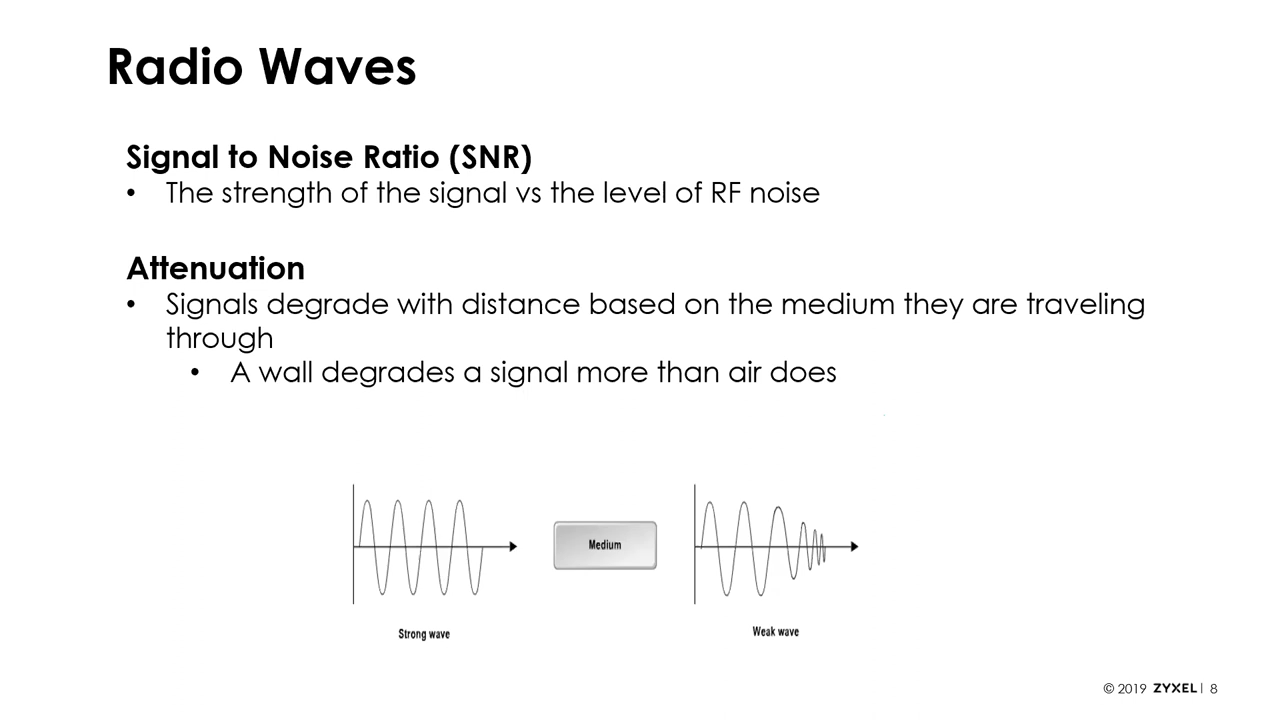 Radio Waves
Signal to Noise Ratio (SNR)
• The strength of the signal vs the level of RF noise
Attenuation
• Signals degrade with distance based on the medium they are traveling
through
• A wall degrades a signal more than air does
Medium
Strong wave
Weak wave
© 2019 ZYXEL | 8